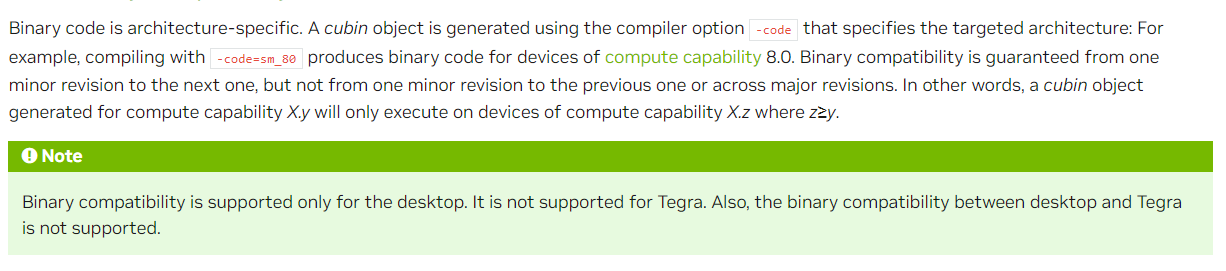 Binary code is architecture-specific. A cubin object is generated using the compiler option -code that specifies the targeted architecture: For
example, compiling with -code=sm_80 produces binary code for devices of compute capability 8.0. Binary compatibility is guaranteed from one
minor revision to the next one, but not from one minor revision to the previous one or across major revisions. In other words, a cubin object
generated for compute capability X.y will only execute on devices of compute capability X.z where z≥y.
Note
Binary compatibility is supported only for the desktop. It is not supported for Tegra. Also, the binary compatibility between desktop and Tegra
is not supported.